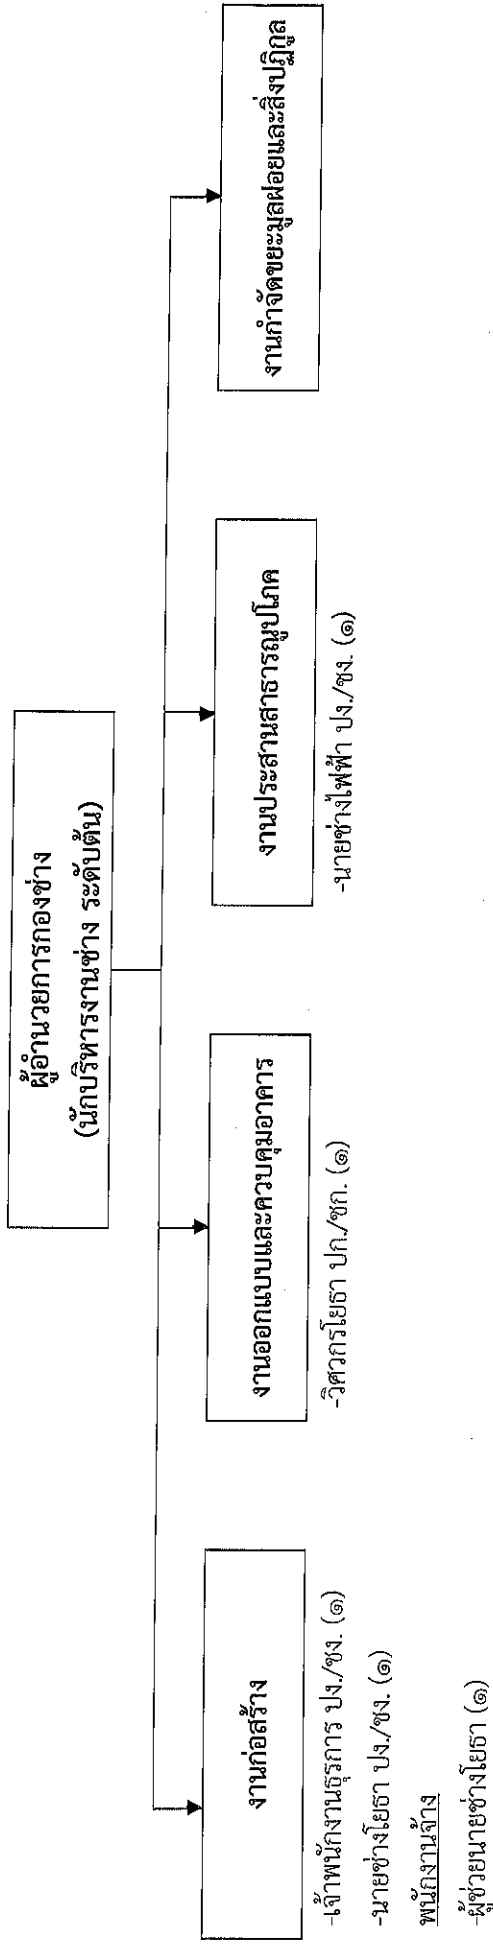 ผู้อำนวยการกองช่าง
(นักบริหารงานช่าง ระดับต้น)
งานก่อสร้าง
-เจ้าพนักงานธุรการ ปง./ชง. (๑)
-นายช่างโยธา ปง./ชง. (๑)
พนักงานจ้าง
-ผู้ช่วยนายช่างโยธา (๑)
งานออกแบบและควบคุมอาคาร
-วิศวกรโยธา ปก./ชก. (๑)
งานประสานสาธารณูปโภค
-นายช่างไฟฟ้า ปง./ชง. (๑)
งานกำจัดขยะมูลฝอยและสิ่งปฏิกูล